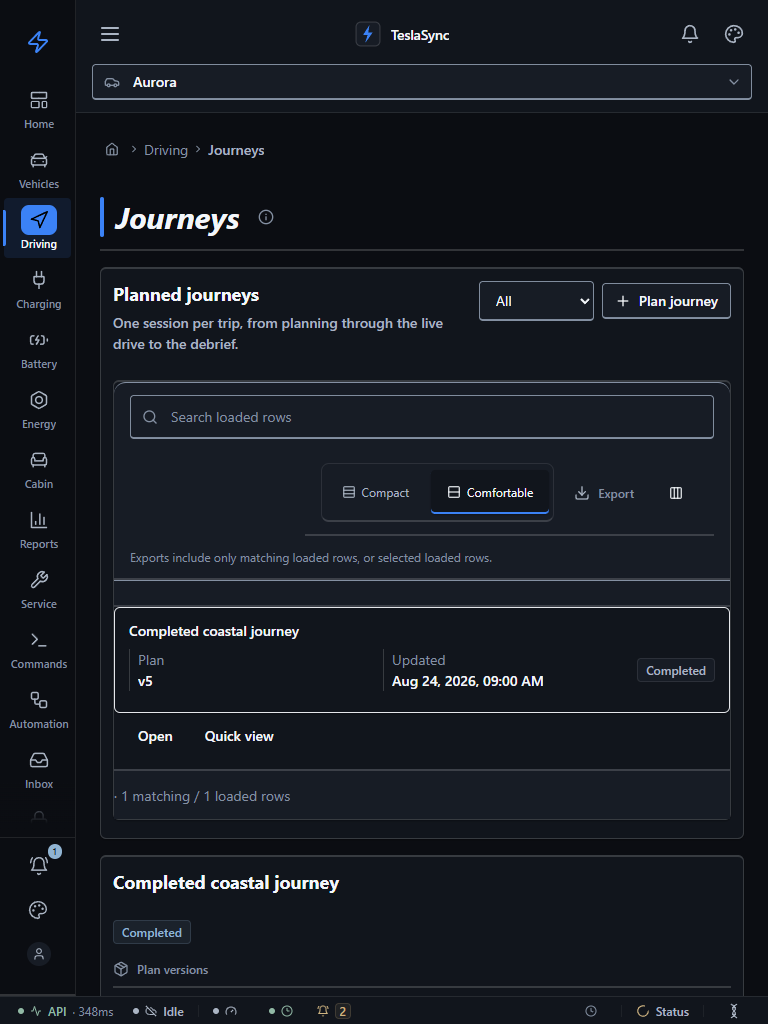 TeslaSync
Aurora
Home
Vehicles
Driving
Charging
Battery
Energy
Cabin
Reports
Service
Commands
Automation
Inbox
1
Driving
Journeys
Journeys
Planned journeys
One session per trip, from planning through the live
drive to the debrief.
All
Plan journey
Search loaded rows
Compact
Comfortable
Export
Exports include only matching loaded rows, or selected loaded rows.
Completed coastal journey
Plan
v5
Updated
Aug 24, 2026, 09:00 AM
Completed
Open
Quick view
· 1 matching / 1 loaded rows
Completed coastal journey
Completed
Plan versions
API · 348ms
Idle
2
Status